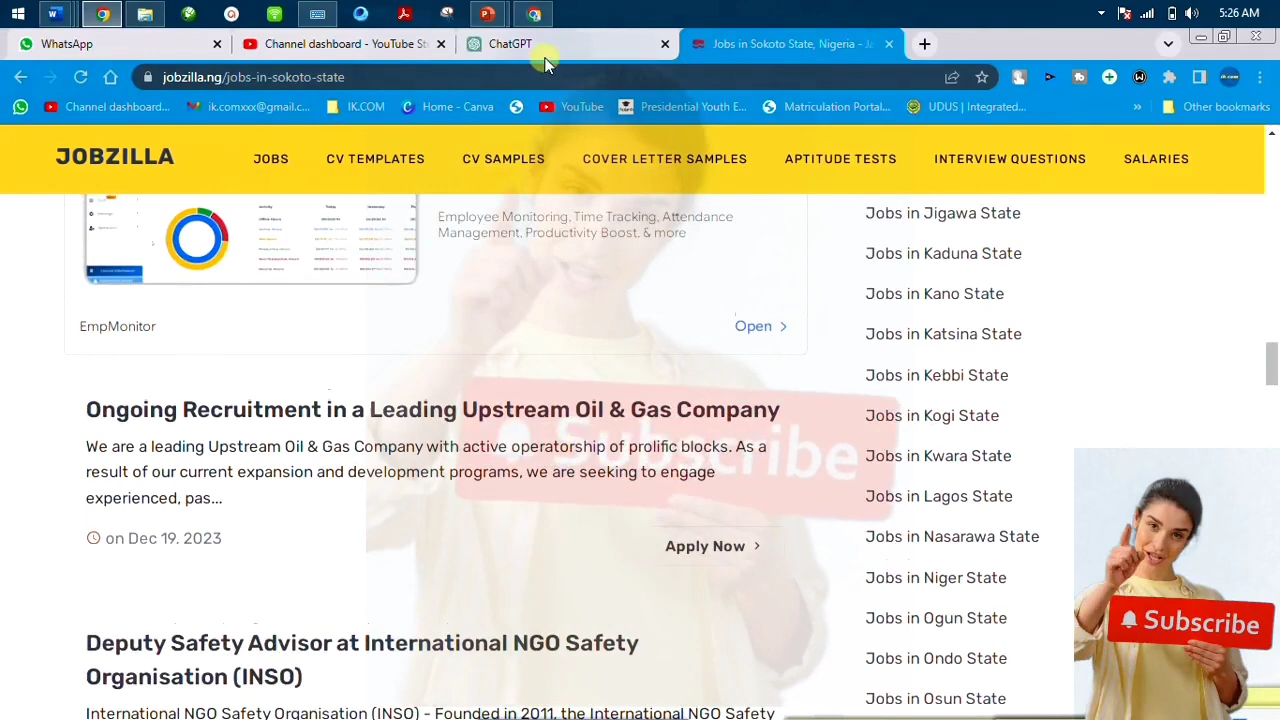 5:26 AM
WhatsApp
Channel dashboard - YouTube St
ChatGPT
Jobs in Sokoto State, Nigeria - J
jobzilla.ng/jobs-in-sokoto-state
Channel dashboard...
ik.comxxx@gmail.c...
IK.COM
Home - Canva
YouTube
Presidential Youth E...
Matriculation Portal...
UDUS | Integrated...
»
Other bookmarks
JOBZILLA
JOBS
CV TEMPLATES
CV SAMPLES
COVER LETTER SAMPLES
APTITUDE TESTS
INTERVIEW QUESTIONS
SALARIES
Employee Monitoring, Time Tracking, Attendance
Management, Productivity Boost, & more
EmpMonitor
Open >
Ongoing Recruitment in a Leading Upstream Oil & Gas Company
We are a leading Upstream Oil & Gas Company with active operatorship of prolific blocks. As a
result of our current expansion and development programs, we are seeking to engage
experienced, pas...
on Dec 19. 2023
Apply Now >
Deputy Safety Advisor at International NGO Safety
Organisation (INSO)
International NGO Safety Organisation (INSO) - Founded in 2011, the International NGO Safety
Jobs in Jigawa State
Jobs in Kaduna State
Jobs in Kano State
Jobs in Katsina State
Jobs in Kebbi State
Jobs in Kogi State
Jobs in Kwara State
Jobs in Lagos State
Jobs in Nasarawa State
Jobs in Niger State
Jobs in Ogun State
Jobs in Ondo State
Jobs in Osun State
Subscribe
Subscribe